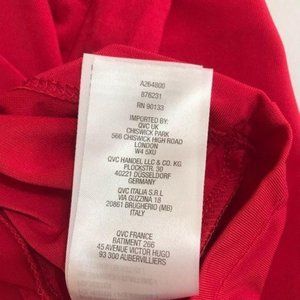 A264800
876231
RN 90133
IMPORTED BY:
QVC UK
CHISWICK PARK
566 CHISWICK HIGH ROAD
LONDON
W4 5XU
QVC HANDEL LLC & CO. KG
PLOCKSTR. 30
40221 DÜSSELDORF
GERMANY
QVC ITALIA S.R.L
VIA GUZZINA 18
20861 BRUGHERIO (MB)
ITALY
QVC FRANCE
BATIMENT 266
45 AVENUE VICTOR HUGO
93 300 AUBERVILLIERS